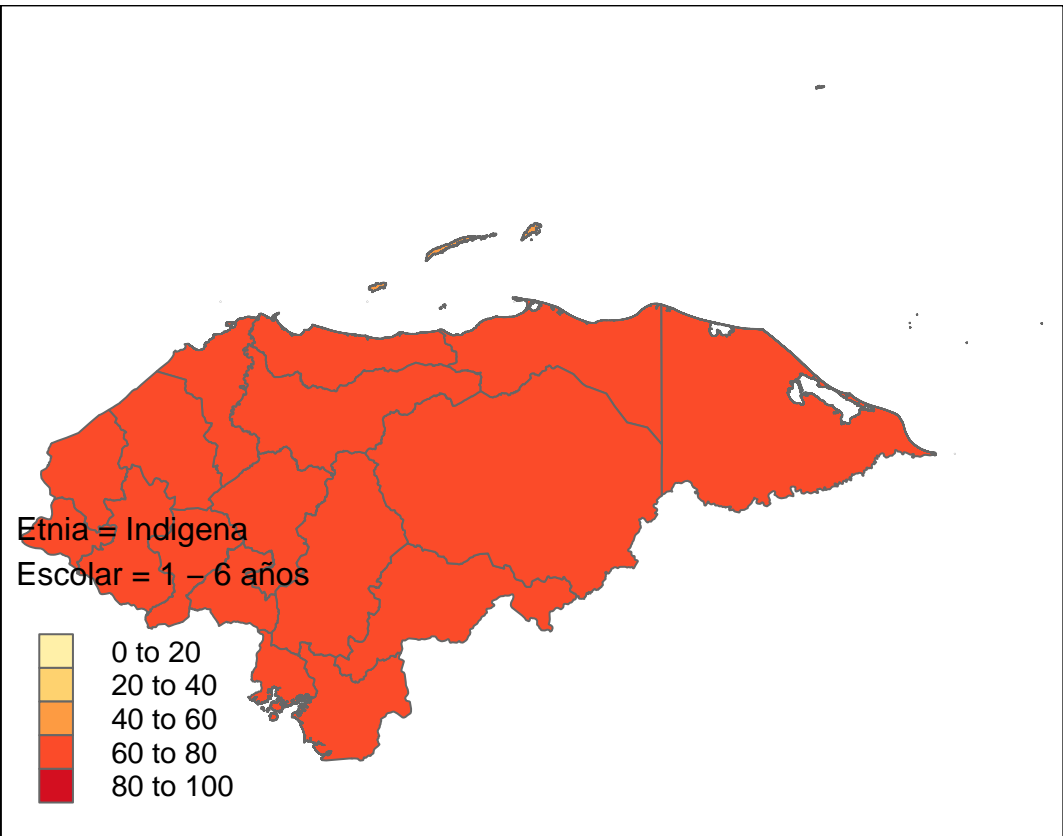 Etnia = Indigena
Escolar = 1 – 6 años
0 to 20
20 to 40
40 to 60
60 to 80
80 to 100